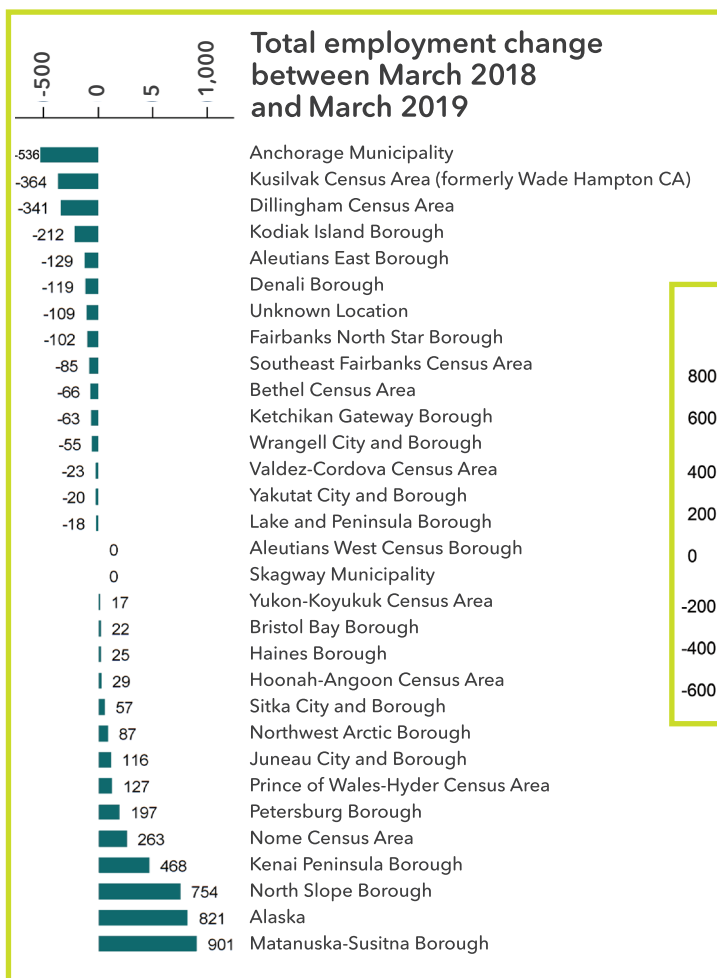 Total employment change
between March 2018
and March 2019
-500 0 5 1,000
-536 Anchorage Municipality
-364 Kusilvak Census Area (formerly Wade Hampton CA)
-341 Dillingham Census Area
-212 Kodiak Island Borough
-129 Aleutians East Borough
-119 Denali Borough
-109 Unknown Location
-102 Fairbanks North Star Borough
-85 Southeast Fairbanks Census Area
-66 Bethel Census Area
-63 Ketchikan Gateway Borough
-55 Wrangell City and Borough
-23 Valdez-Cordova Census Area
-20 Yakutat City and Borough
-18 Lake and Peninsula Borough
0 Aleutians West Census Borough
0 Skagway Municipality
17 Yukon-Koyukuk Census Area
22 Bristol Bay Borough
25 Haines Borough
29 Hoonah-Angoon Census Area
57 Sitka City and Borough
87 Northwest Arctic Borough
116 Juneau City and Borough
127 Prince of Wales-Hyder Census Area
197 Petersburg Borough
263 Nome Census Area
468 Kenai Peninsula Borough
754 North Slope Borough
821 Alaska
901 Matanuska-Susitna Borough
800
600
400
200
0
-200
-400
-600